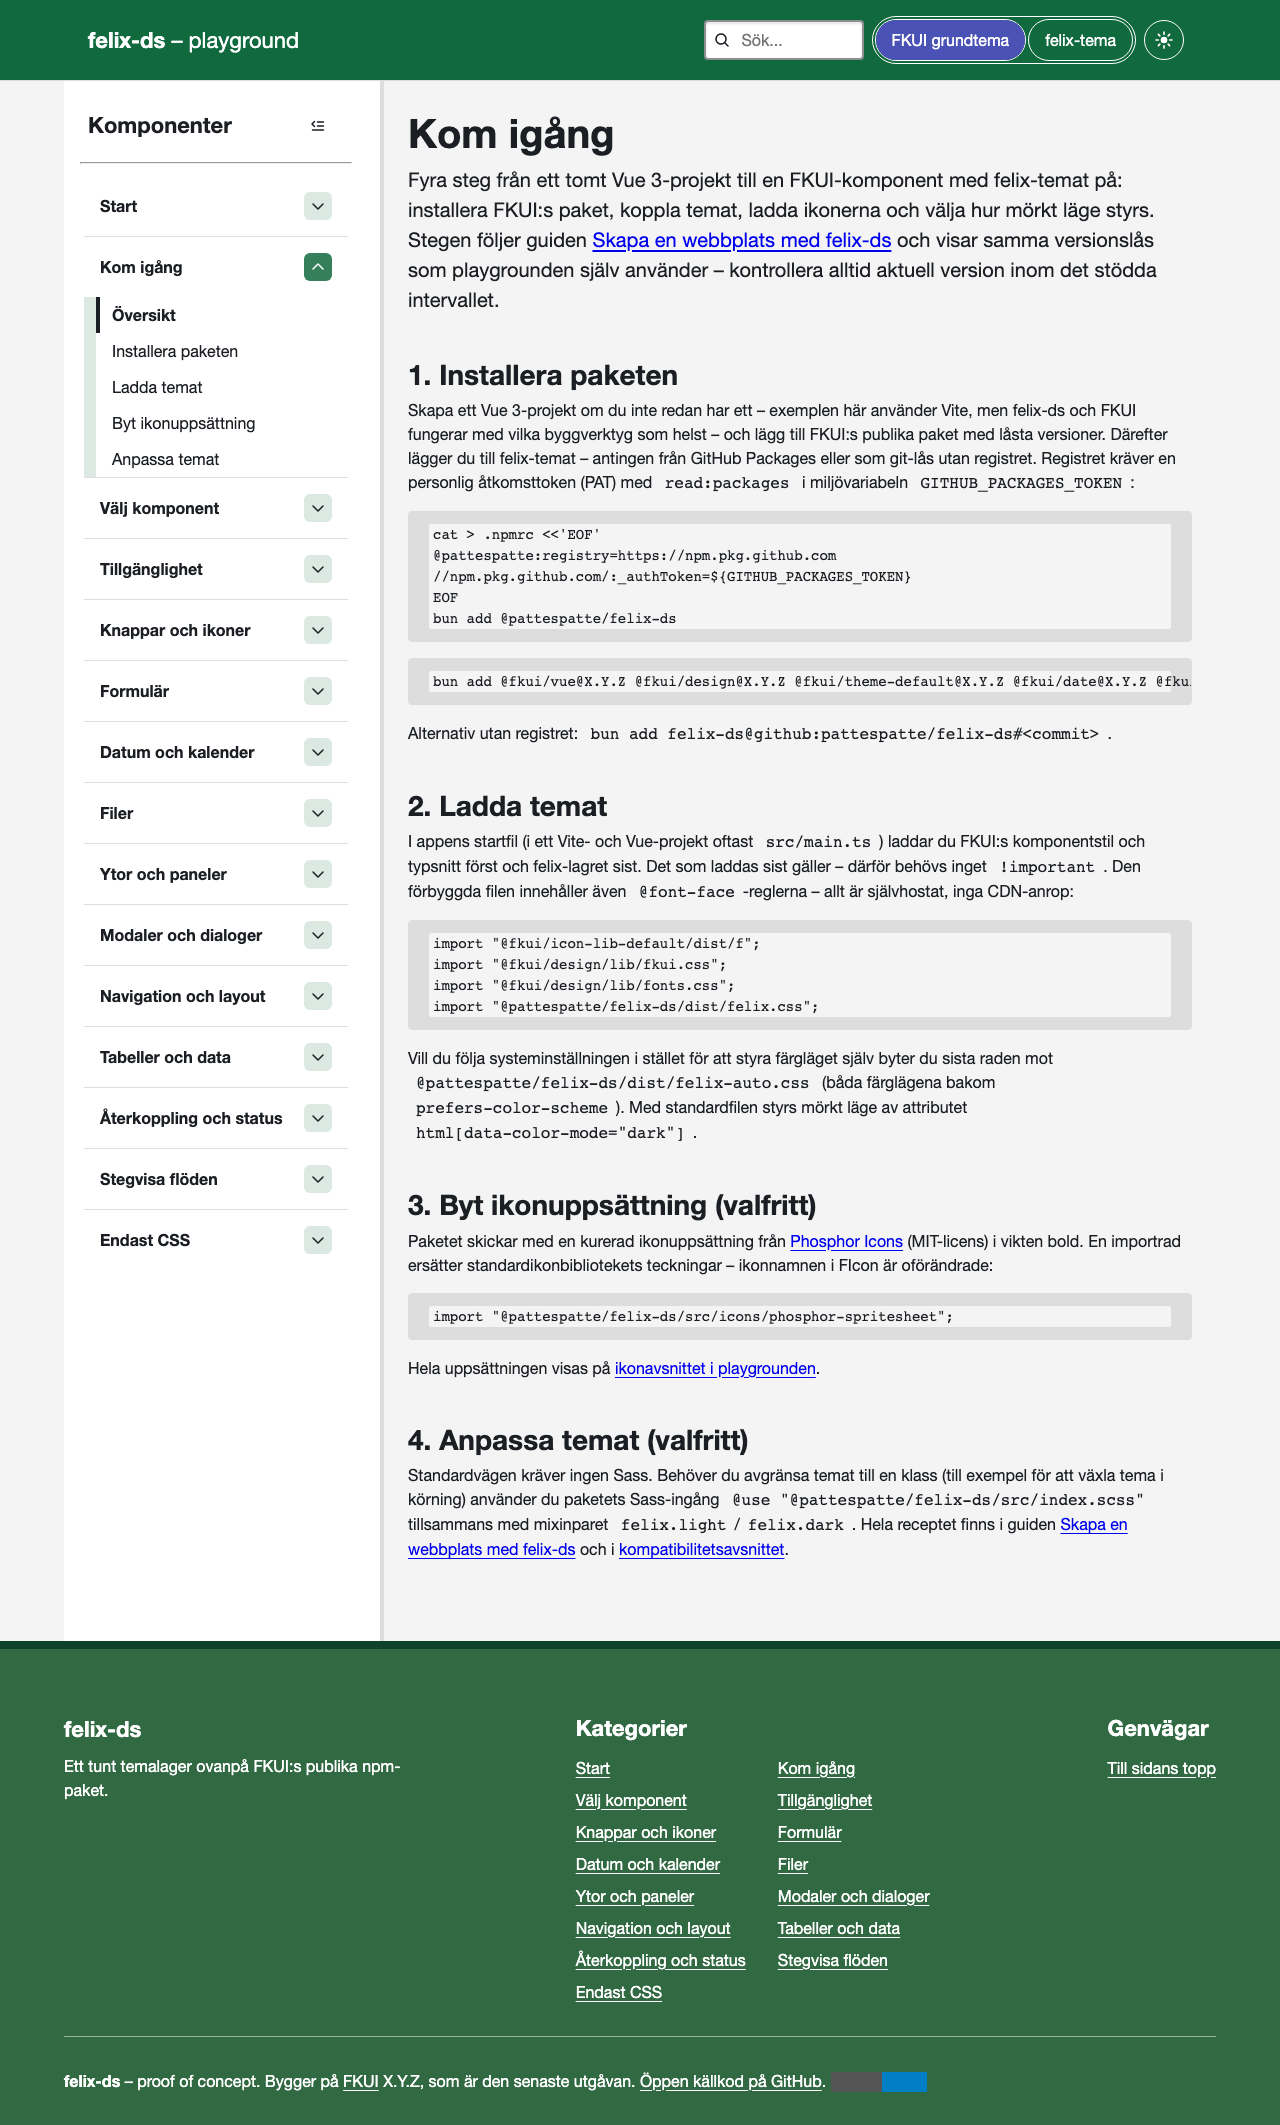 felix-ds – playground
Sök...
FKUI grundtema
felix-tema
Komponenter
Start
Kom igång
Översikt
Installera paketen
Ladda temat
Byt ikonuppsättning
Anpassa temat
Välj komponent
Tillgänglighet
Knappar och ikoner
Formulär
Datum och kalender
Filer
Ytor och paneler
Modaler och dialoger
Navigation och layout
Tabeller och data
Återkoppling och status
Stegvisa flöden
Endast CSS
Kom igång
Fyra steg från ett tomt Vue 3-projekt till en FKUI-komponent med felix-temat på:
installera FKUI:s paket, koppla temat, ladda ikonerna och välja hur mörkt läge styrs.
Stegen följer guiden Skapa en webbplats med felix-ds och visar samma versionslås
som playgrounden själv använder – kontrollera alltid aktuell version inom det stödda
intervallet.
1. Installera paketen
Skapa ett Vue 3-projekt om du inte redan har ett – exemplen här använder Vite, men felix-ds och FKUI
fungerar med vilka byggverktyg som helst – och lägg till FKUI:s publika paket med låsta versioner. Därefter
lägger du till felix-temat – antingen från GitHub Packages eller som git-lås utan registret. Registret kräver en
personlig åtkomsttoken (PAT) med read:packages i miljövariabeln GITHUB_PACKAGES_TOKEN :
cat > .npmrc <<'EOF'
@pattespatte:registry=https://npm.pkg.github.com
//npm.pkg.github.com/:_authToken=${GITHUB_PACKAGES_TOKEN}
EOF
bun add @pattespatte/felix-ds
bun add @fkui/vue@X.Y.Z @fkui/design@X.Y.Z @fkui/theme-default@X.Y.Z @fkui/date@X.Y.Z @fku
Alternativ utan registret: bun add felix-ds@github:pattespatte/felix-ds#<commit> .
2. Ladda temat
I appens startfil (i ett Vite- och Vue-projekt oftast src/main.ts ) laddar du FKUI:s komponentstil och
typsnitt först och felix-lagret sist. Det som laddas sist gäller – därför behövs inget !important . Den
förbyggda filen innehåller även @font-face -reglerna – allt är självhostat, inga CDN-anrop:
import "@fkui/icon-lib-default/dist/f";
import "@fkui/design/lib/fkui.css";
import "@fkui/design/lib/fonts.css";
import "@pattespatte/felix-ds/dist/felix.css";
Vill du följa systeminställningen i stället för att styra färgläget själv byter du sista raden mot
@pattespatte/felix-ds/dist/felix-auto.css (båda färglägena bakom
prefers-color-scheme ). Med standardfilen styrs mörkt läge av attributet
html[data-color-mode="dark"] .
3. Byt ikonuppsättning (valfritt)
Paketet skickar med en kurerad ikonuppsättning från Phosphor Icons (MIT-licens) i vikten bold. En importrad
ersätter standardikonbibliotekets teckningar – ikonnamnen i FIcon är oförändrade:
import "@pattespatte/felix-ds/src/icons/phosphor-spritesheet";
Hela uppsättningen visas på ikonavsnittet i playgrounden.
4. Anpassa temat (valfritt)
Standardvägen kräver ingen Sass. Behöver du avgränsa temat till en klass (till exempel för att växla tema i
körning) använder du paketets Sass-ingång @use "@pattespatte/felix-ds/src/index.scss"
tillsammans med mixinparet felix.light / felix.dark . Hela receptet finns i guiden Skapa en
webbplats med felix-ds och i kompatibilitetsavsnittet.
felix-ds
Ett tunt temalager ovanpå FKUI:s publika npm-
paket.
Kategorier
Start
Kom igång
Välj komponent
Tillgänglighet
Knappar och ikoner
Formulär
Datum och kalender
Filer
Ytor och paneler
Modaler och dialoger
Navigation och layout
Tabeller och data
Återkoppling och status
Stegvisa flöden
Endast CSS
Genvägar
Till sidans topp
felix-ds – proof of concept. Bygger på FKUI X.Y.Z, som är den senaste utgåvan. Öppen källkod på GitHub.